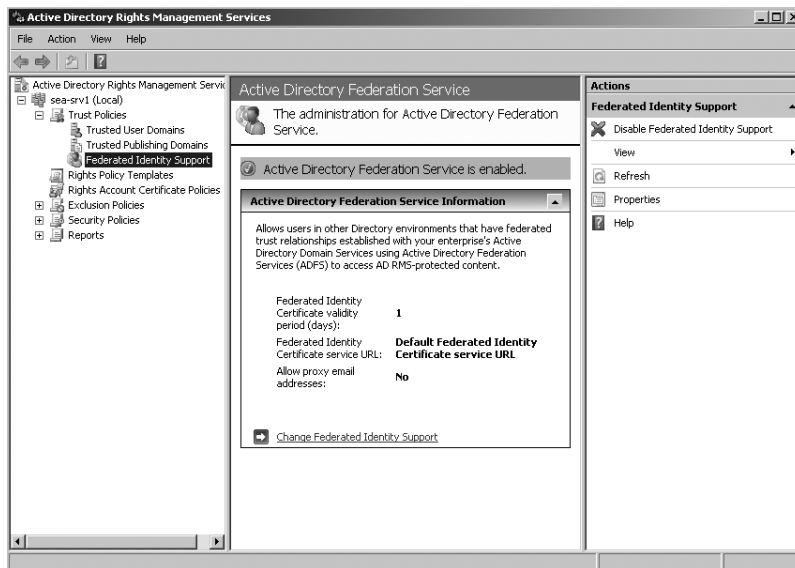 Active Directory Rights Management Services
File Action View Help
Active Directory Rights Management Servic
sea-srv1 (Local)
Trust Policies
Trusted User Domains
Trusted Publishing Domains
Federated Identity Support
Rights Policy Templates
Rights Account Certificate Policies
Exclusion Policies
Security Policies
Reports
Active Directory Federation Service
The administration for Active Directory Federation
Service.
Active Directory Federation Service is enabled.
Active Directory Federation Service Information
Allows users in other Directory environments that have federated
trust relationships established with your enterprise's Active
Directory Domain Services using Active Directory Federation
Services (ADFS) to access AD RMS-protected content.
Federated Identity
Certificate validity
period (days):
1
Federated Identity
Certificate service URL:
Default Federated Identity
Certificate service URL
Allow proxy email
addresses:
No
Change Federated Identity Support
Actions
Federated Identity Support
Disable Federated Identity Support
View
Refresh
Properties
Help